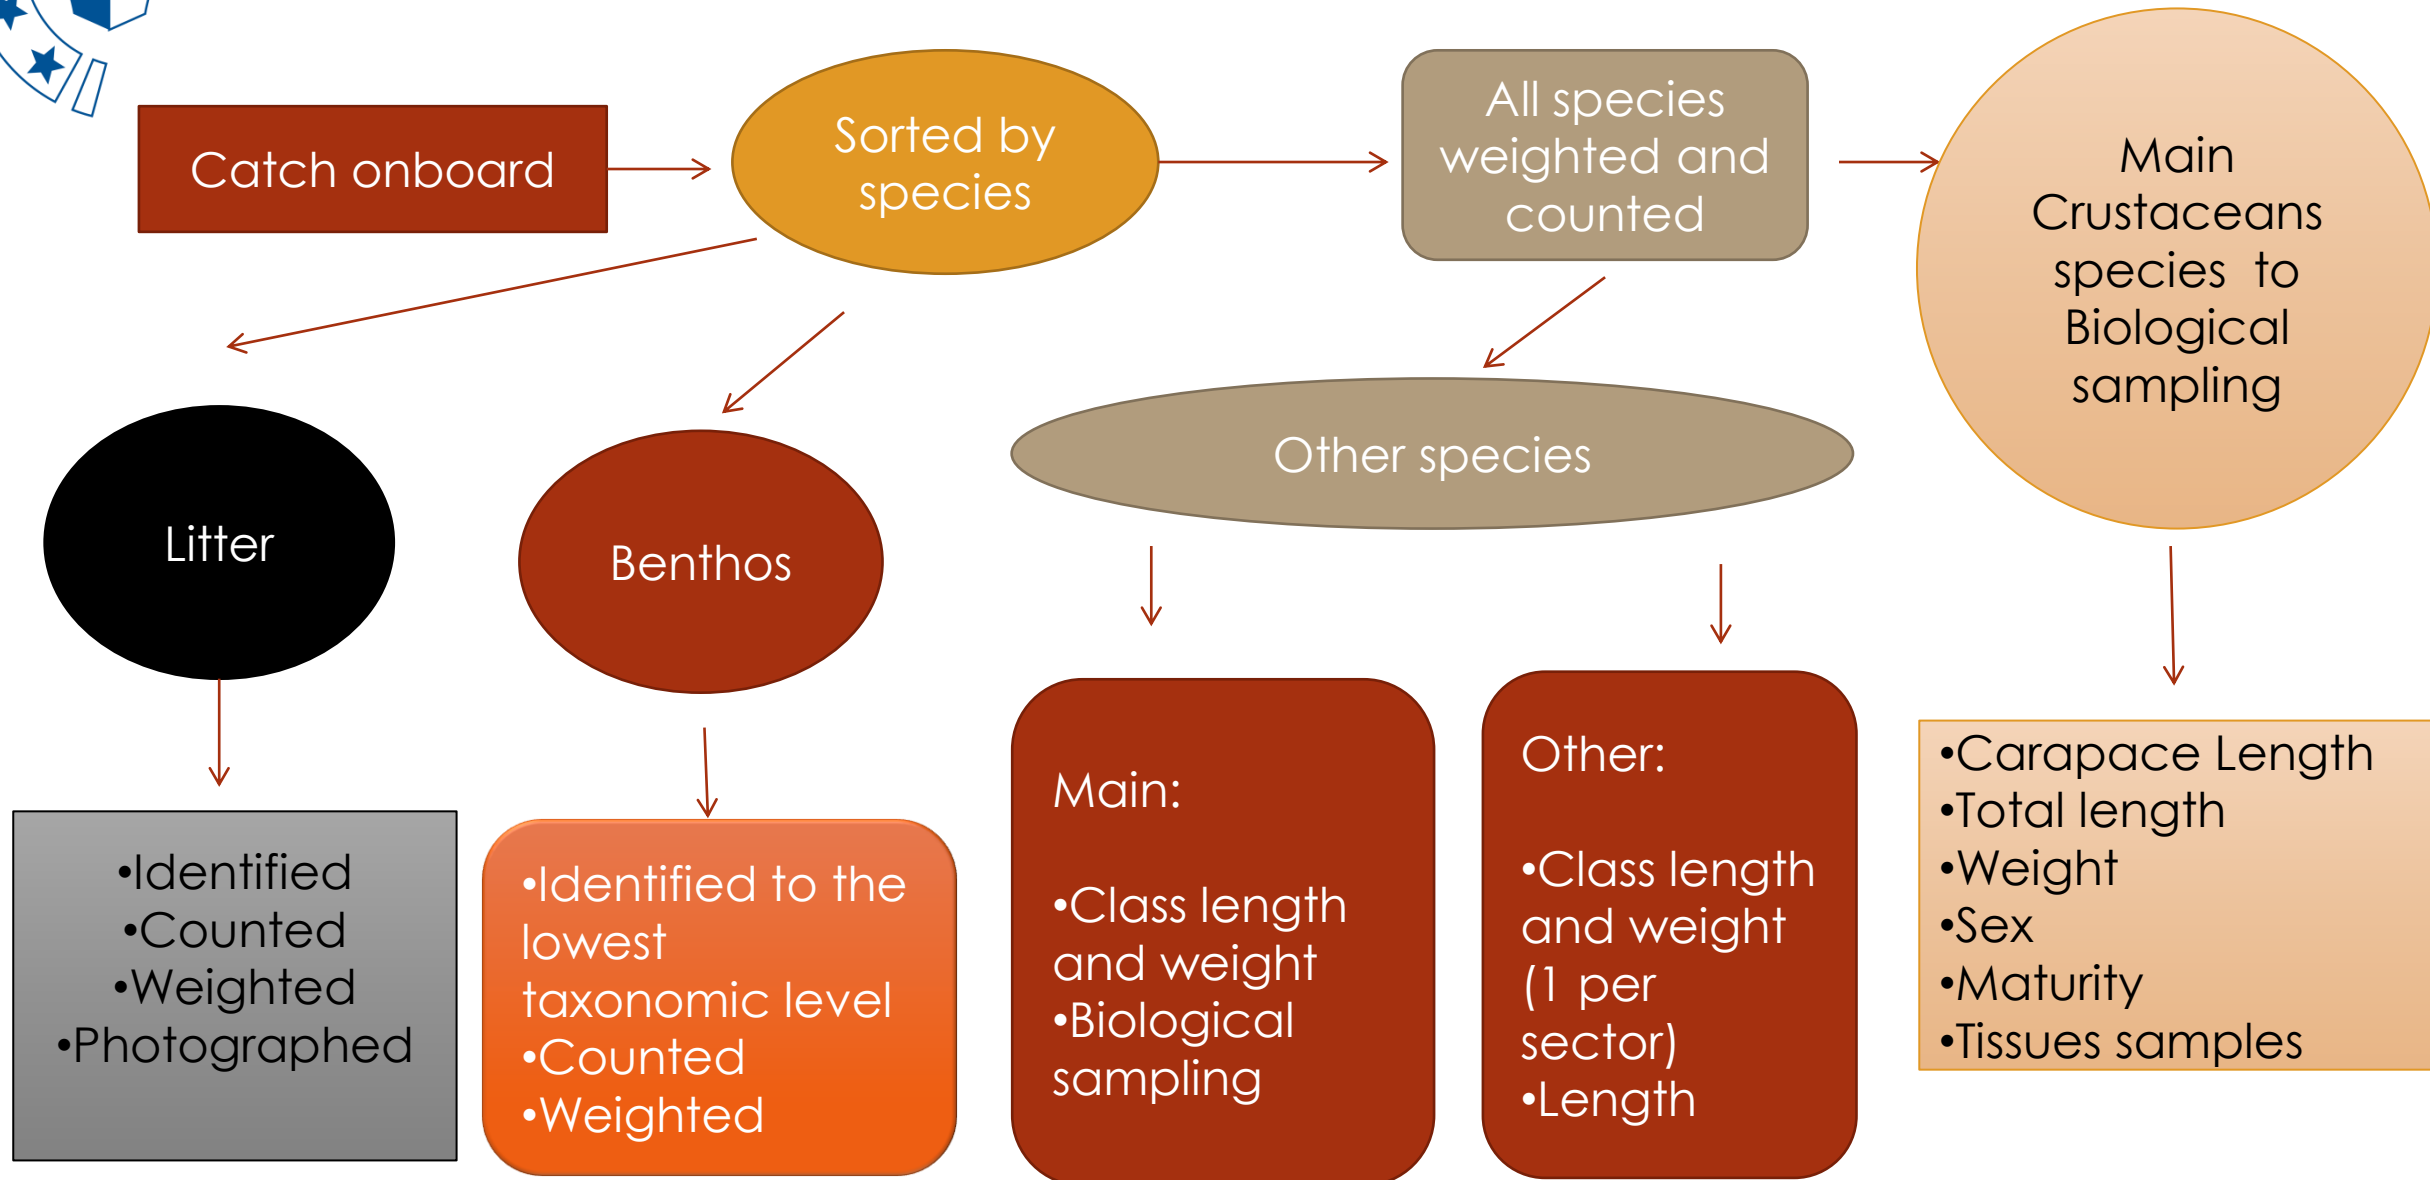 Catch onboard
Sorted by
species
All species
weighted and
counted
Main
Crustaceans
species to
Biological
sampling
Other species
Litter
Benthos
•Identified
•Counted
•Weighted
•Photographed
•Identified to the
lowest
taxonomic level
•Counted
•Weighted
Main:
•Class length
and weight
•Biological
sampling
Other:
•Class length
and weight
(1 per
sector)
•Length
•Carapace Length
•Total length
•Weight
•Sex
•Maturity
•Tissues samples